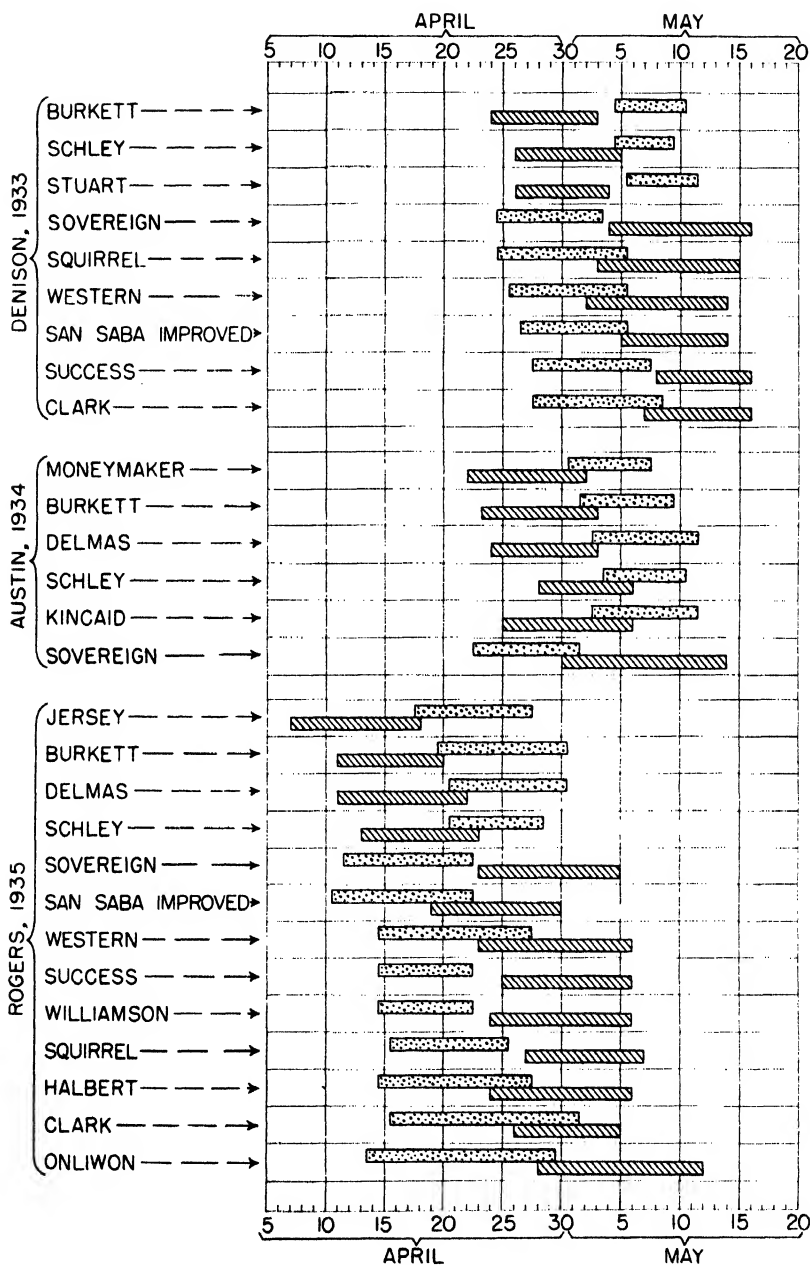 APRIL MAY
5 10 15 20 25 30 5 10 15 20
DENISON, 1933
BURKETT
SCHLEY
STUART
SOVEREIGN
SQUIRREL
WESTERN
SAN SABA IMPROVED
SUCCESS
CLARK
AUSTIN, 1934
MONEYMAKER
BURKETT
DELMAS
SCHLEY
KINCAID
SOVEREIGN
ROGERS, 1935
JERSEY
BURKETT
DELMAS
SCHLEY
SOVEREIGN
SAN SABA IMPROVED
WESTERN
SUCCESS
WILLIAMSON
SQUIRREL
HALBERT
CLARK
ONLIWON
5 10 15 20 25 30 5 10 15 20
APRIL MAY